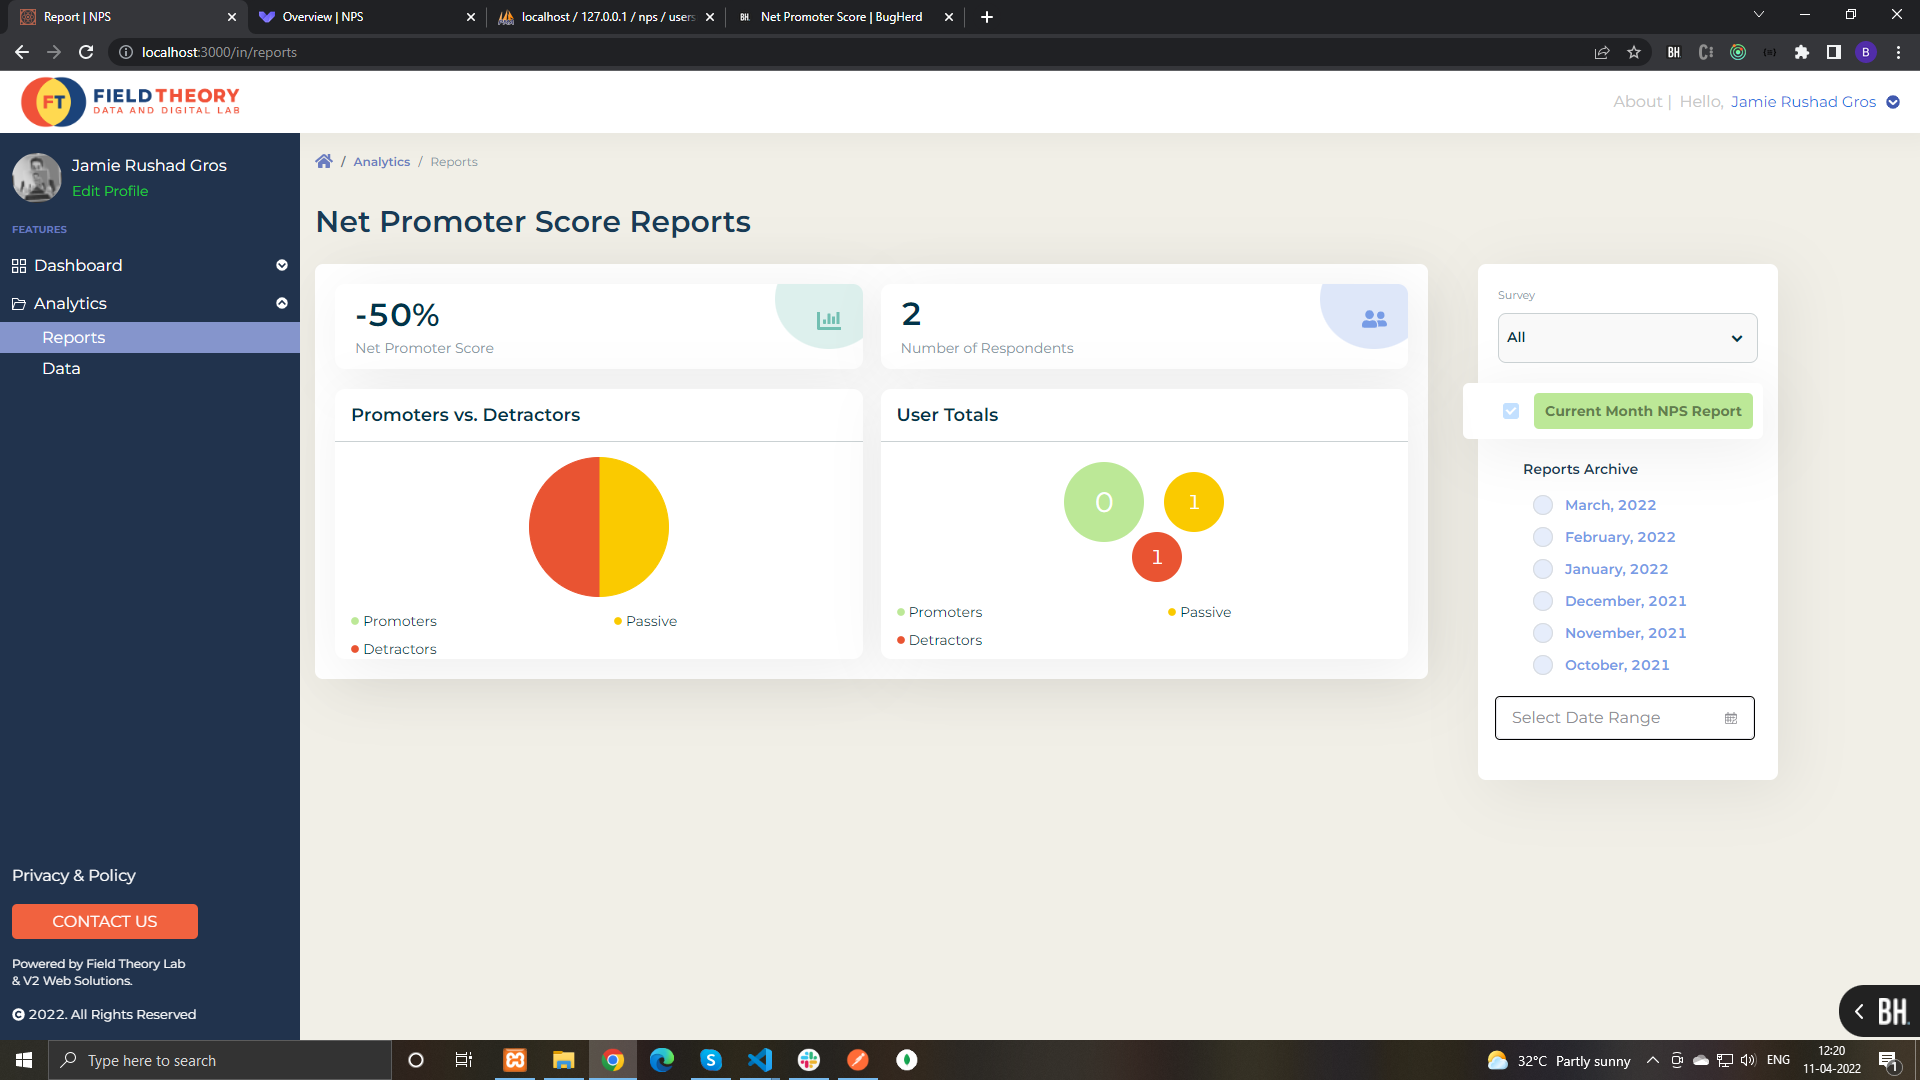 Report | NPS
Overview | NPS
localhost / 127.0.0.1 / nps / users
Net Promoter Score | BugHerd
localhost:3000/in/reports
BH
B
FT
FIELD THEORY
DATA AND DIGITAL LAB
About | Hello, Jamie Rushad Gros
Jamie Rushad Gros
Edit Profile
FEATURES
Dashboard
Analytics
Reports
Data
Privacy & Policy
CONTACT US
Powered by Field Theory Lab
& V2 Web Solutions.
© 2022. All Rights Reserved
/ Analytics / Reports
Net Promoter Score Reports
-50%
Net Promoter Score
2
Number of Respondents
Promoters vs. Detractors
Promoters
Passive
Detractors
User Totals
0
1
1
Promoters
Passive
Detractors
Survey
All
Current Month NPS Report
Reports Archive
March, 2022
February, 2022
January, 2022
December, 2021
November, 2021
October, 2021
Select Date Range
BH.
Type here to search
32°C Partly sunny
ENG
12:20
11-04-2022
1